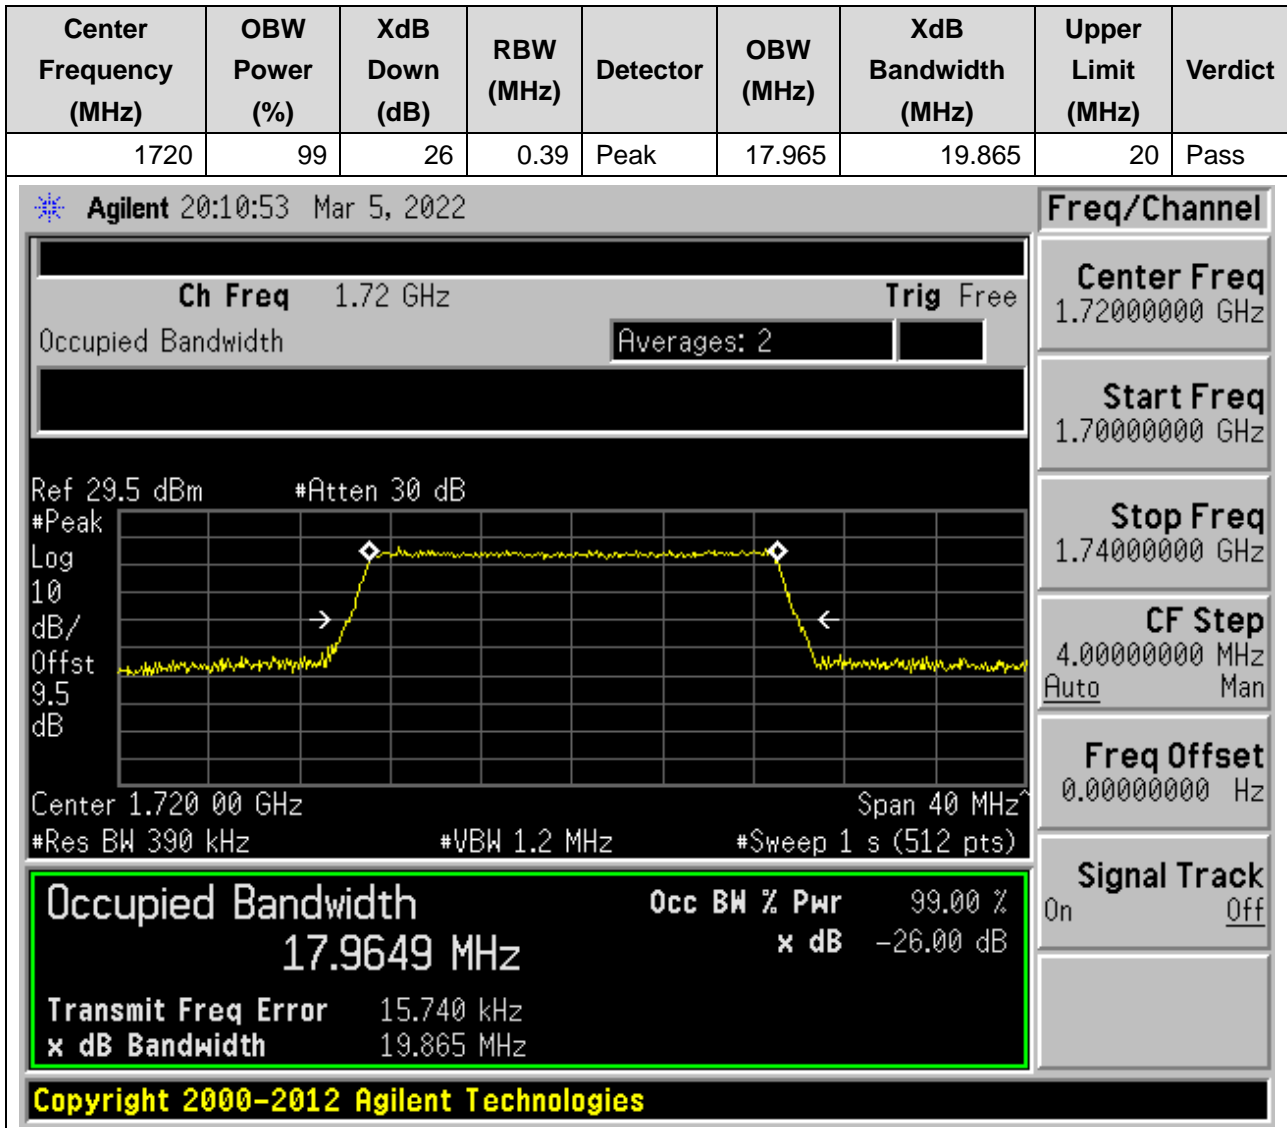 Center Frequency (MHz) OBW Power (%) XdB Down (dB) RBW (MHz) Detector OBW (MHz) XdB Bandwidth (MHz) Upper Limit (MHz) Verdict
1720 99 26 0.39 Peak 17.965 19.865 20 Pass
Agilent 20:10:53 Mar 5, 2022
Freq/Channel
Ch Freq 1.72 GHz Trig Free
Occupied Bandwidth Averages: 2
Center Freq
1.72000000 GHz
Start Freq
1.70000000 GHz
Stop Freq
1.74000000 GHz
CF Step
4.00000000 MHz
Auto Man
Freq Offset
0.00000000 Hz
Signal Track
On Off
Ref 29.5 dBm #Atten 30 dB
#Peak
Log
10
dB/
Offst
9.5
dB
Center 1.720 00 GHz Span 40 MHz^
#Res BW 390 kHz #VBW 1.2 MHz #Sweep 1 s (512 pts)
Occupied Bandwidth
17.9649 MHz
Occ BW % Pwr 99.00 %
x dB -26.00 dB
Transmit Freq Error 15.740 kHz
x dB Bandwidth 19.865 MHz
Copyright 2000-2012 Agilent Technologies